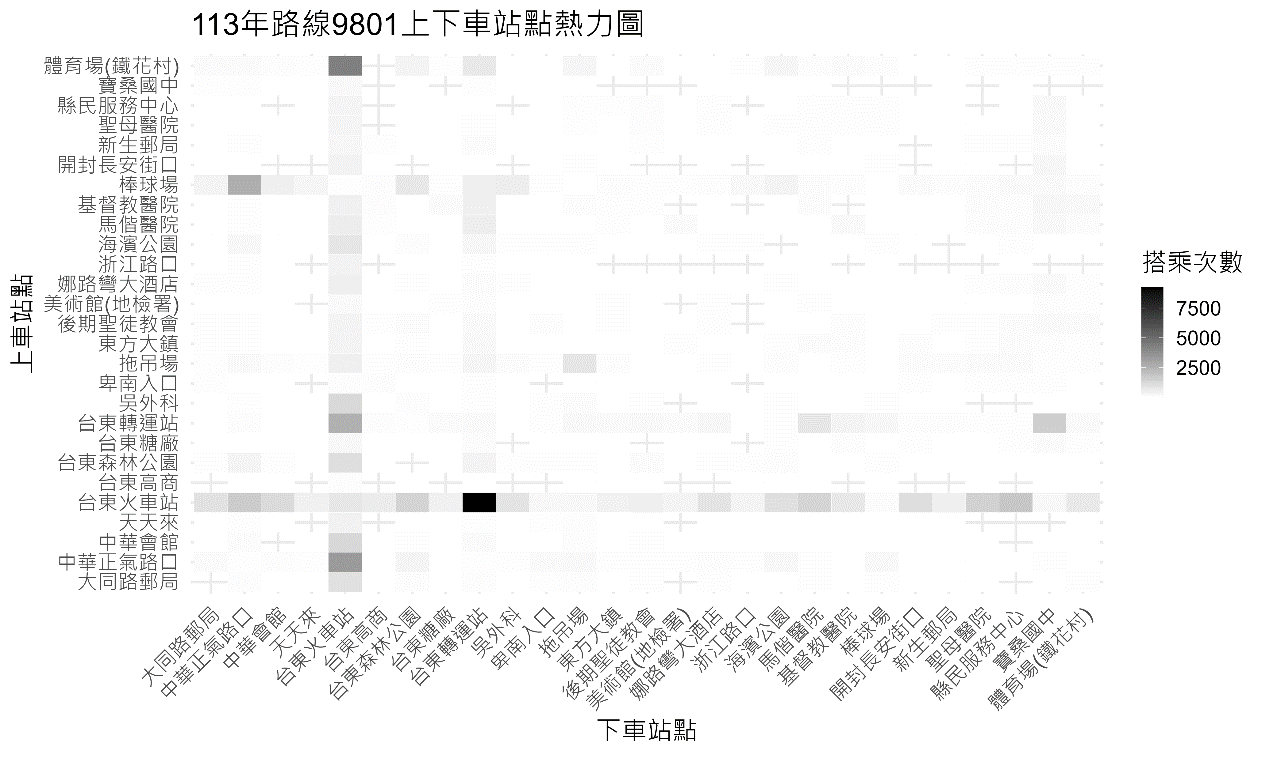 113年路線9801上下車站點熱力圖
上車站點
體育場(鐵花村)
寶桑國中
縣民服務中心
聖母醫院
新生郵局
開封長安街口
棒球場
基督教醫院
馬偕醫院
海濱公園
浙江路口
娜路彎大酒店
美術館(地檢署)
後期聖徒教會
東方大鎮
拖吊場
卑南入口
吳外科
台東轉運站
台東糖廠
台東森林公園
台東高商
台東火車站
天天來
中華會館
中華正氣路口
大同路郵局
大同路郵局
中華正氣路口
中華會館
天天來
台東火車站
台東高商
台東森林公園
台東糖廠
台東轉運站
吳外科
卑南入口
拖吊場
東方大鎮
後期聖徒教會
美術館(地檢署)
娜路彎大酒店
浙江路口
海濱公園
馬偕醫院
基督教醫院
棒球場
開封長安街口
新生郵局
聖母醫院
縣民服務中心
寶桑國中
體育場(鐵花村)
下車站點
搭乘次數
7500
5000
2500